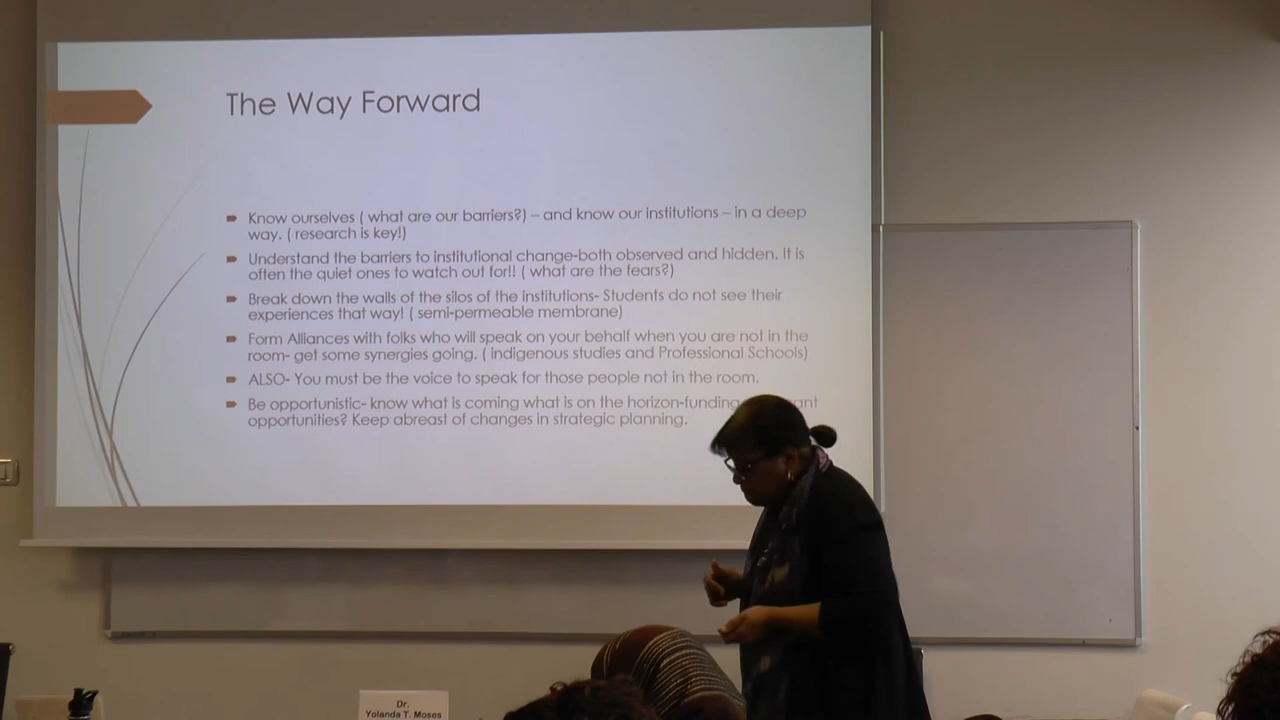 The Way Forward
Know ourselves ( what are our barriers?) – and know our institutions – in a deep
way. ( research is key!)
Understand the barriers to institutional change-both observed and hidden. It is
often the quiet ones to watch out for!! ( what are the fears?)
Break down the walls of the silos of the institutions- Students do not see their
experiences that way! ( semi-permeable membrane)
Form Alliances with folks who will speak on your behalf when you are not in the
room- get some synergies going. ( indigenous studies and Professional Schools)
ALSO- You must be the voice to speak for those people not in the room.
Be opportunistic- know what is coming what is on the horizon-funding
opportunities? Keep abreast of changes in strategic planning.
Dr.
Yolanda T. Moses